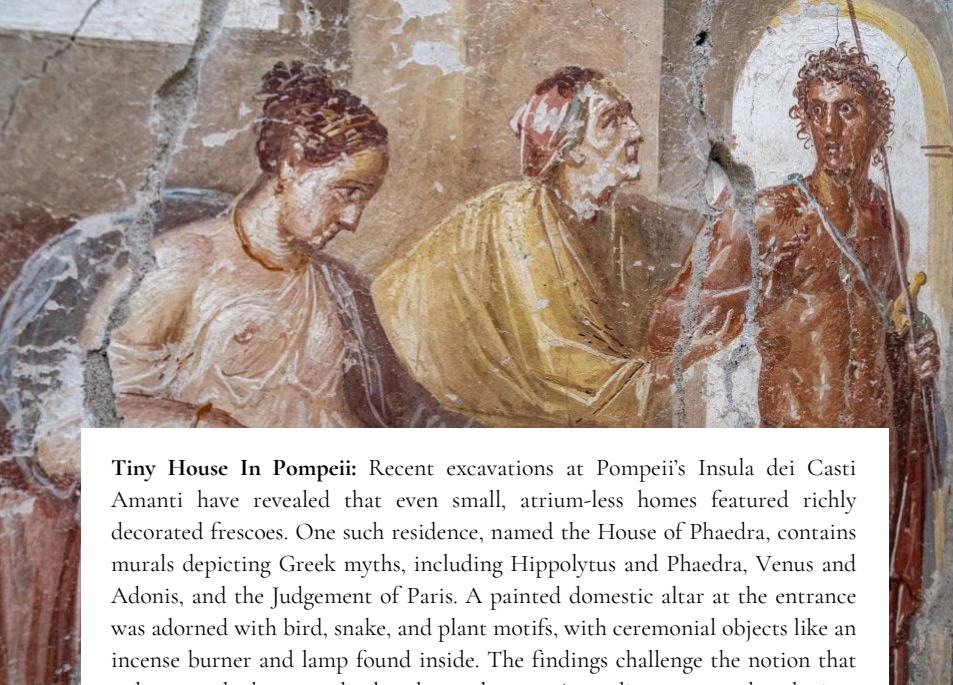 Tiny House In Pompeii: Recent excavations at Pompeii’s Insula dei Casti
Amanti have revealed that even small, atrium-less homes featured richly
decorated frescoes. One such residence, named the House of Phaedra, contains
murals depicting Greek myths, including Hippolytus and Phaedra, Venus and
Adonis, and the Judgement of Paris. A painted domestic altar at the entrance
was adorned with bird, snake, and plant motifs, with ceremonial objects like an
incense burner and lamp found inside. The findings challenge the notion that